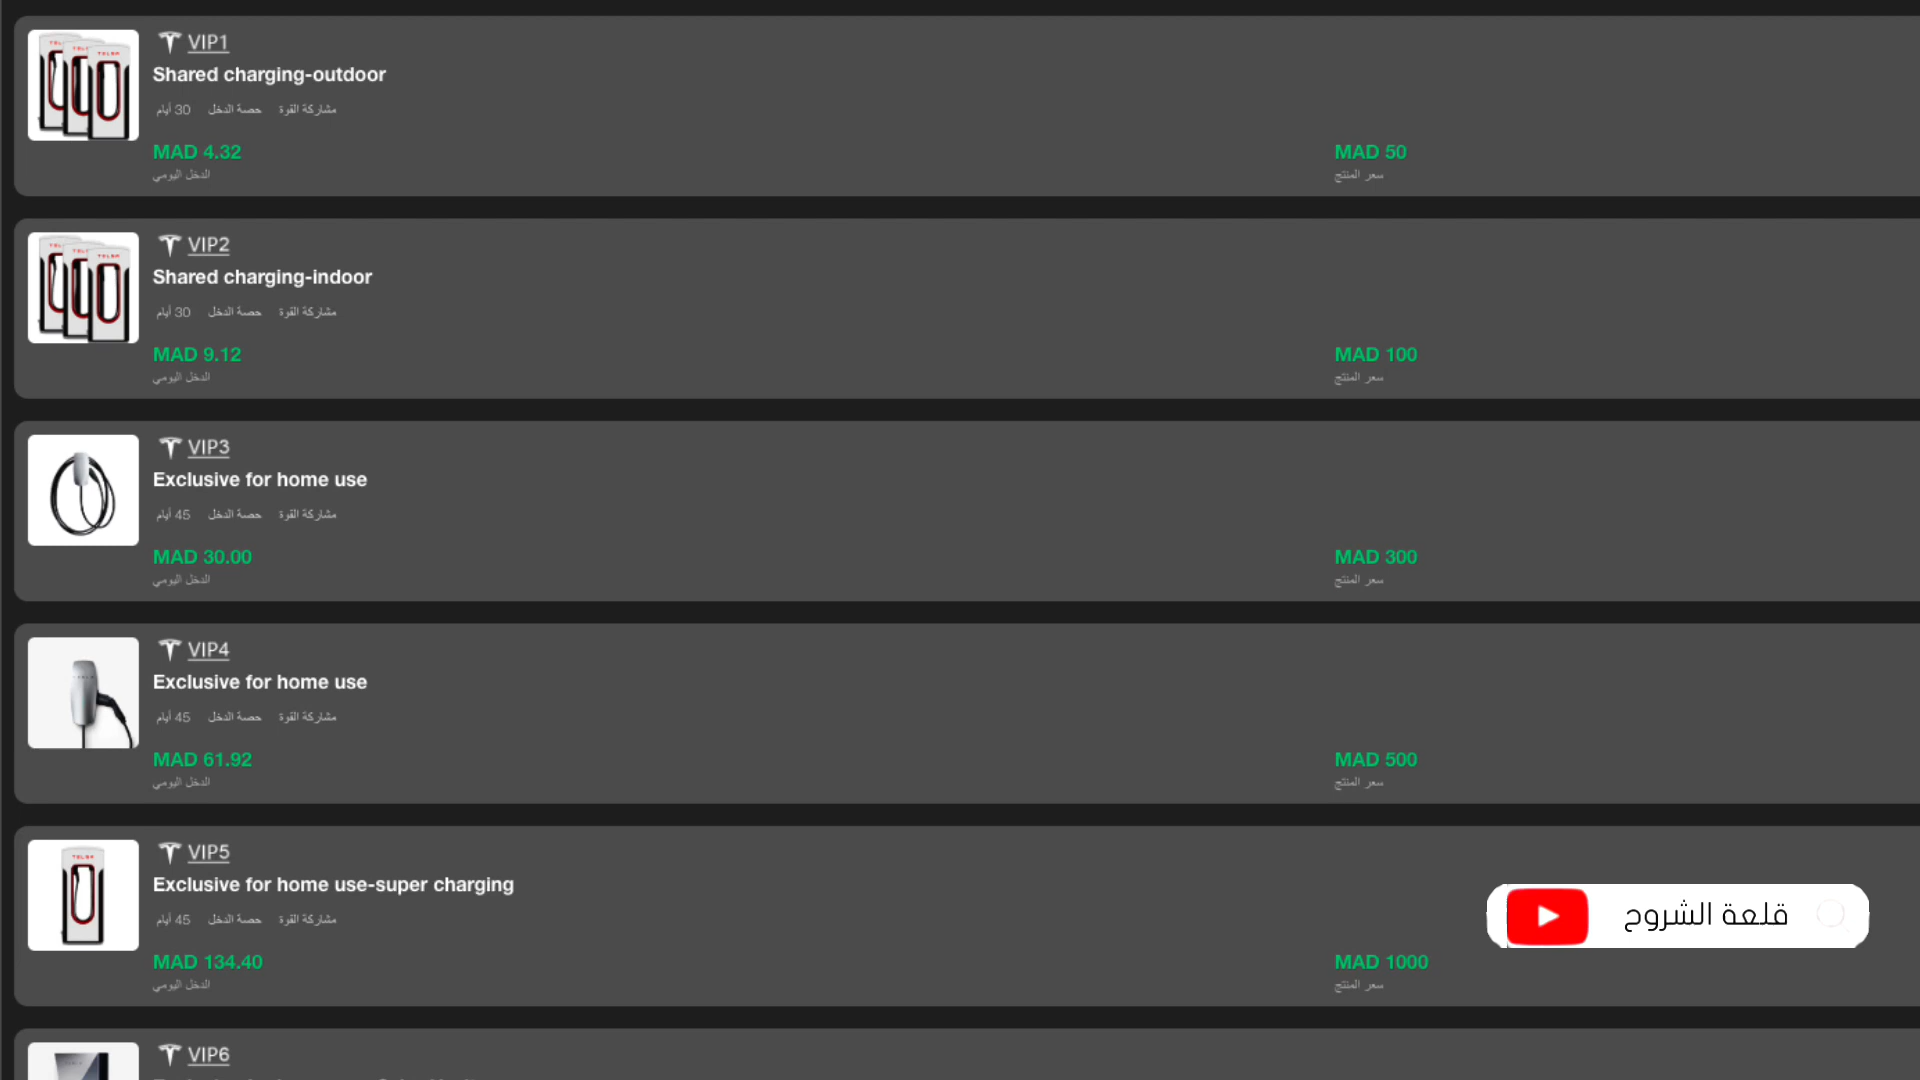 VIP1
Shared charging-outdoor
30 أيام حصة الدخل مشاركة القوة
MAD 4.32
الدخل اليومي
MAD 50
سعر المنتج
VIP2
Shared charging-indoor
30 أيام حصة الدخل مشاركة القوة
MAD 9.12
الدخل اليومي
MAD 100
سعر المنتج
VIP3
Exclusive for home use
45 أيام حصة الدخل مشاركة القوة
MAD 30.00
الدخل اليومي
MAD 300
سعر المنتج
VIP4
Exclusive for home use
45 أيام حصة الدخل مشاركة القوة
MAD 61.92
الدخل اليومي
MAD 500
سعر المنتج
VIP5
Exclusive for home use-super charging
45 أيام حصة الدخل مشاركة القوة
MAD 134.40
الدخل اليومي
MAD 1000
سعر المنتج
قلعة الشروح
VIP6